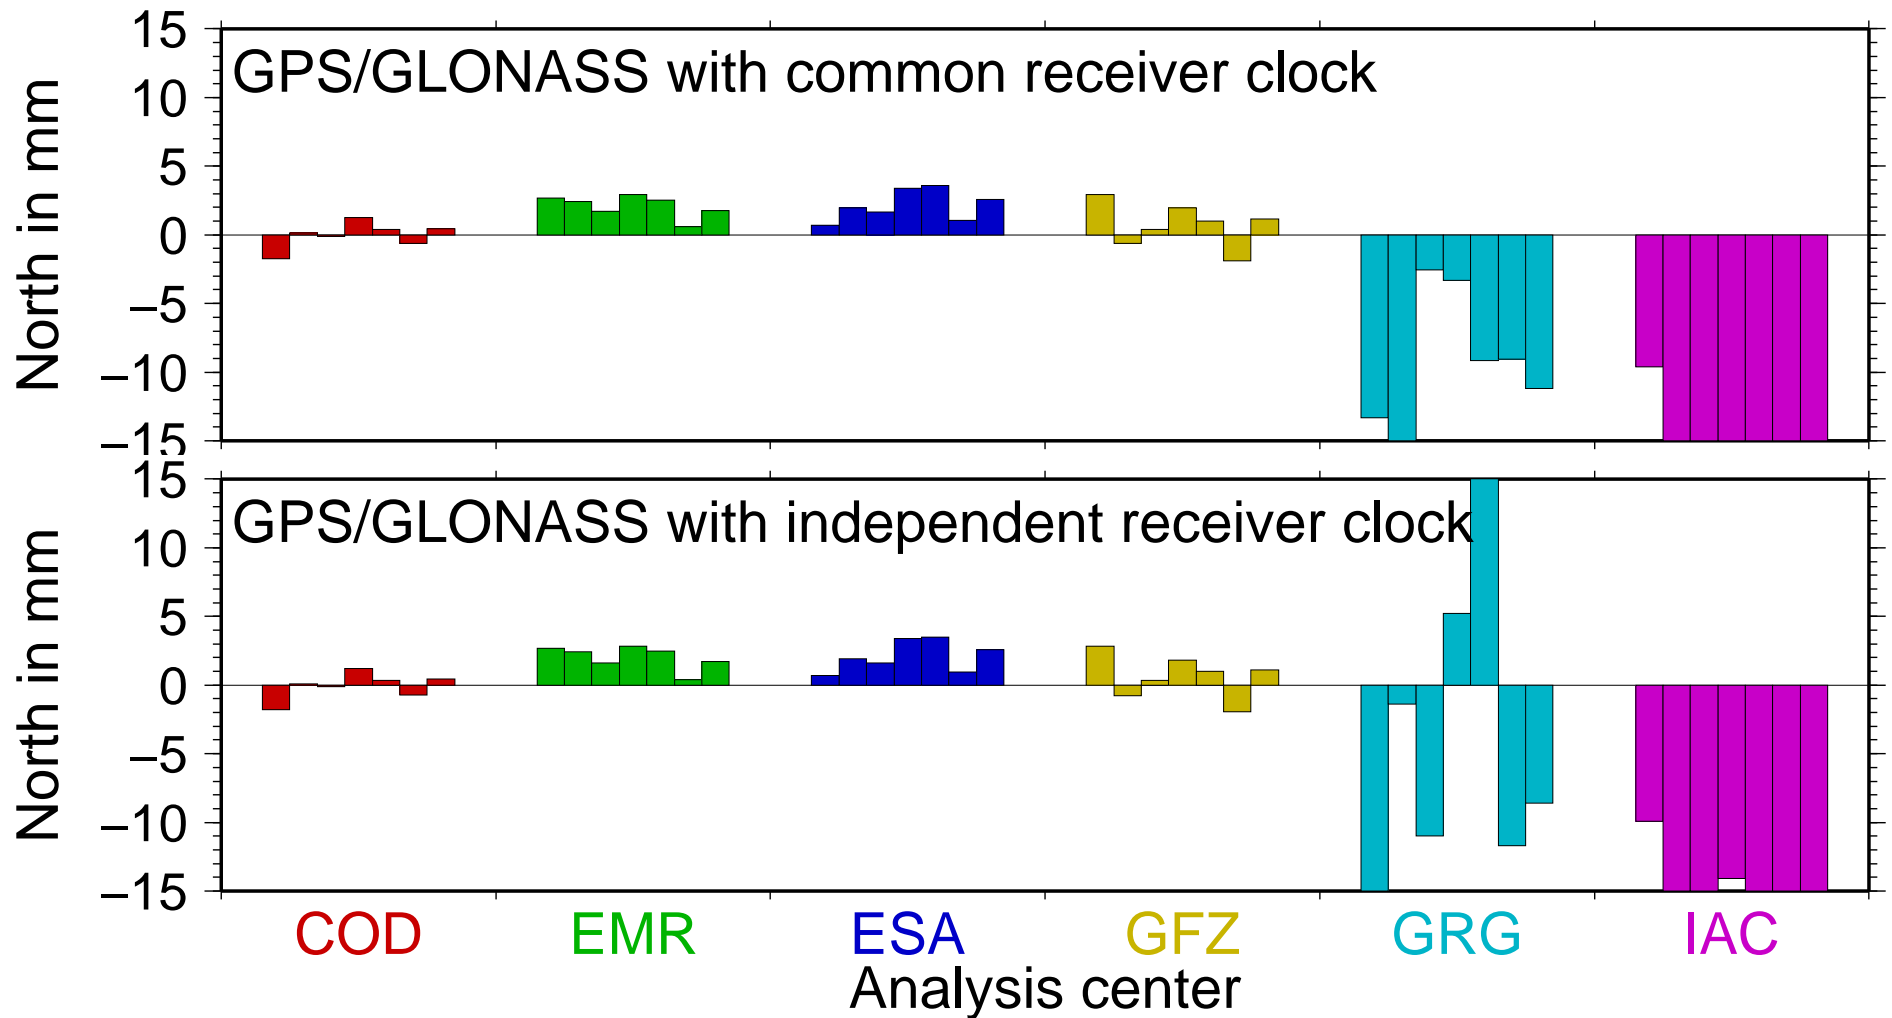 15
GPS/GLONASS with common receiver clock
10
5
0
−5
−10
−15
North in mm
15
GPS/GLONASS with independent receiver clock
10
5
0
−5
−10
−15
North in mm
COD EMR ESA GFZ GRG IAC
Analysis center